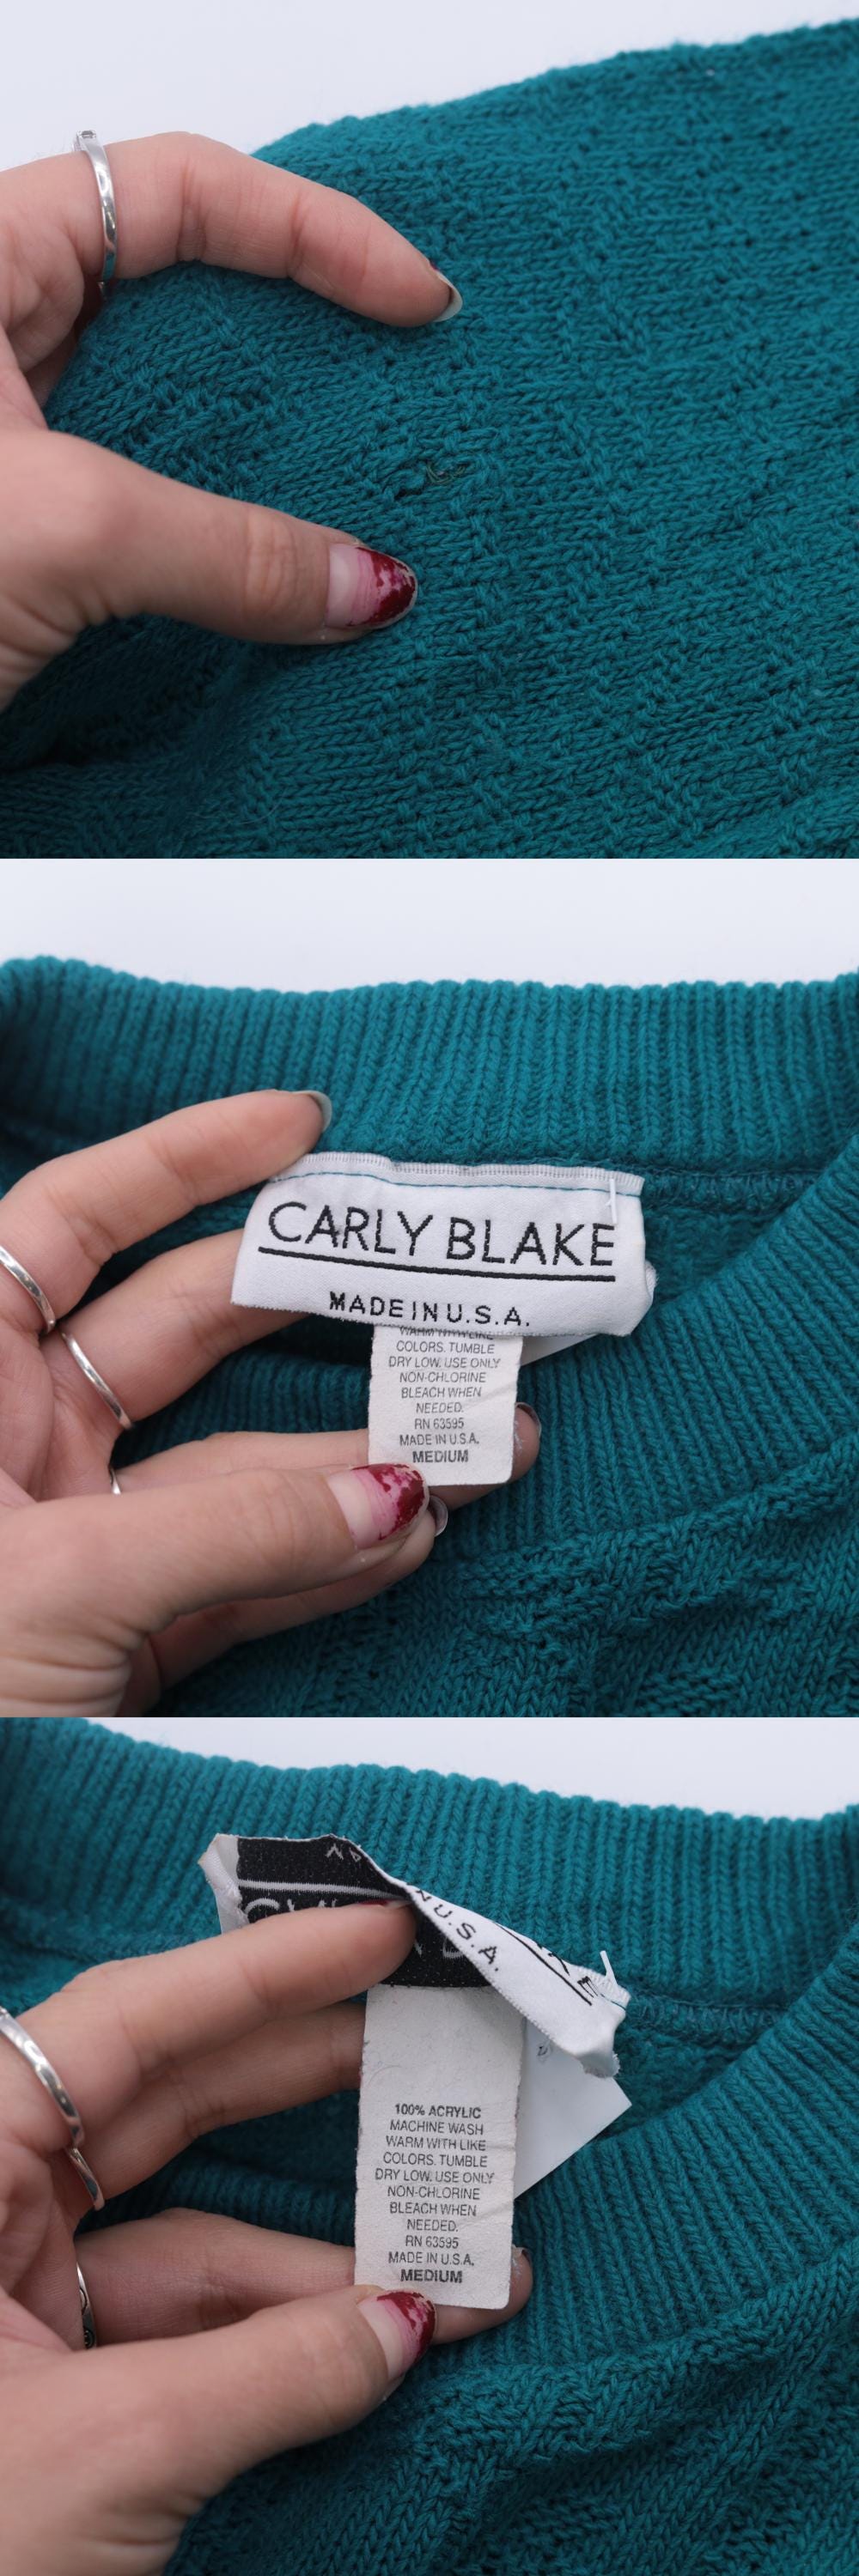 CARLY BLAKE
MADE IN U.S.A.
WARM WITH LIKE
COLORS. TUMBLE
DRY LOW. USE ONLY
NON-CHLORINE
BLEACH WHEN
NEEDED.
RN 63595
MADE IN U.S.A.
MEDIUM
U.S.A.
100% ACRYLIC
MACHINE WASH
WARM WITH LIKE
COLORS. TUMBLE
DRY LOW. USE ONLY
NON-CHLORINE
BLEACH WHEN
NEEDED.
RN 63595
MADE IN U.S.A.
MEDIUM